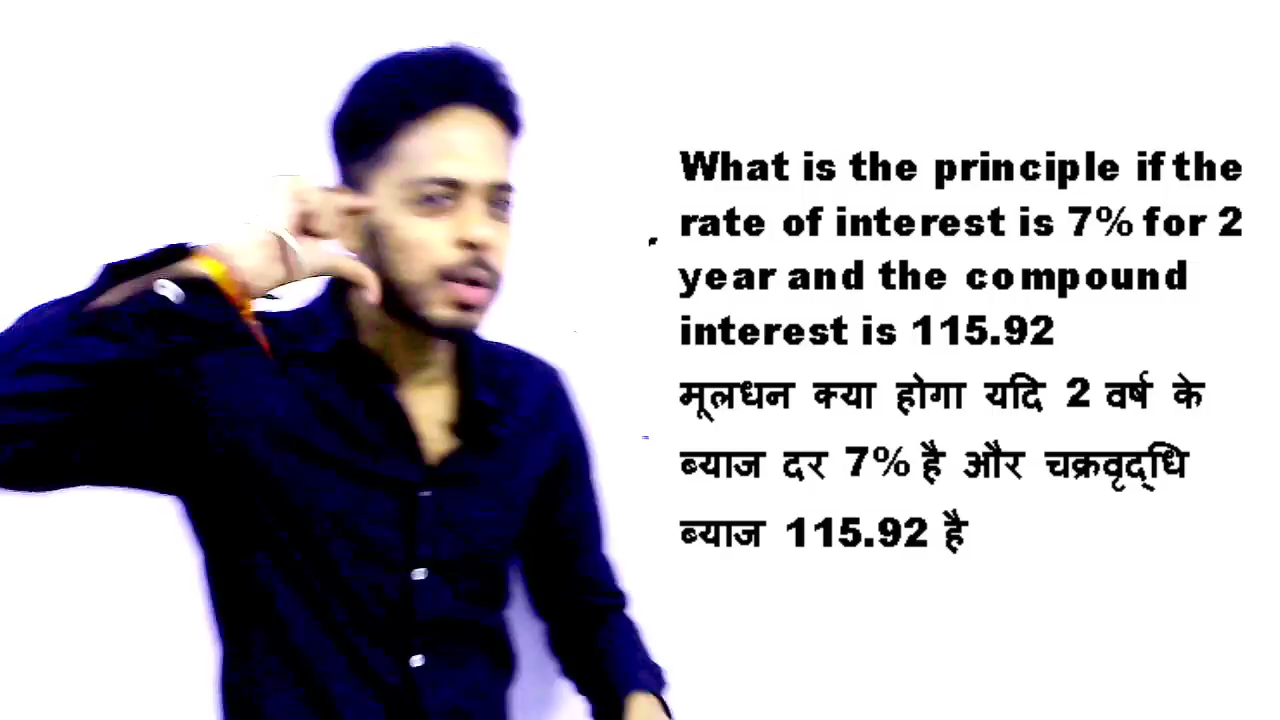 What is the principle if the
rate of interest is 7% for 2
year and the compound
interest is 115.92
मूलधन क्या होगा यदि 2 वर्ष के
ब्याज दर 7% है और चक्रवृद्धि
ब्याज 115.92 है